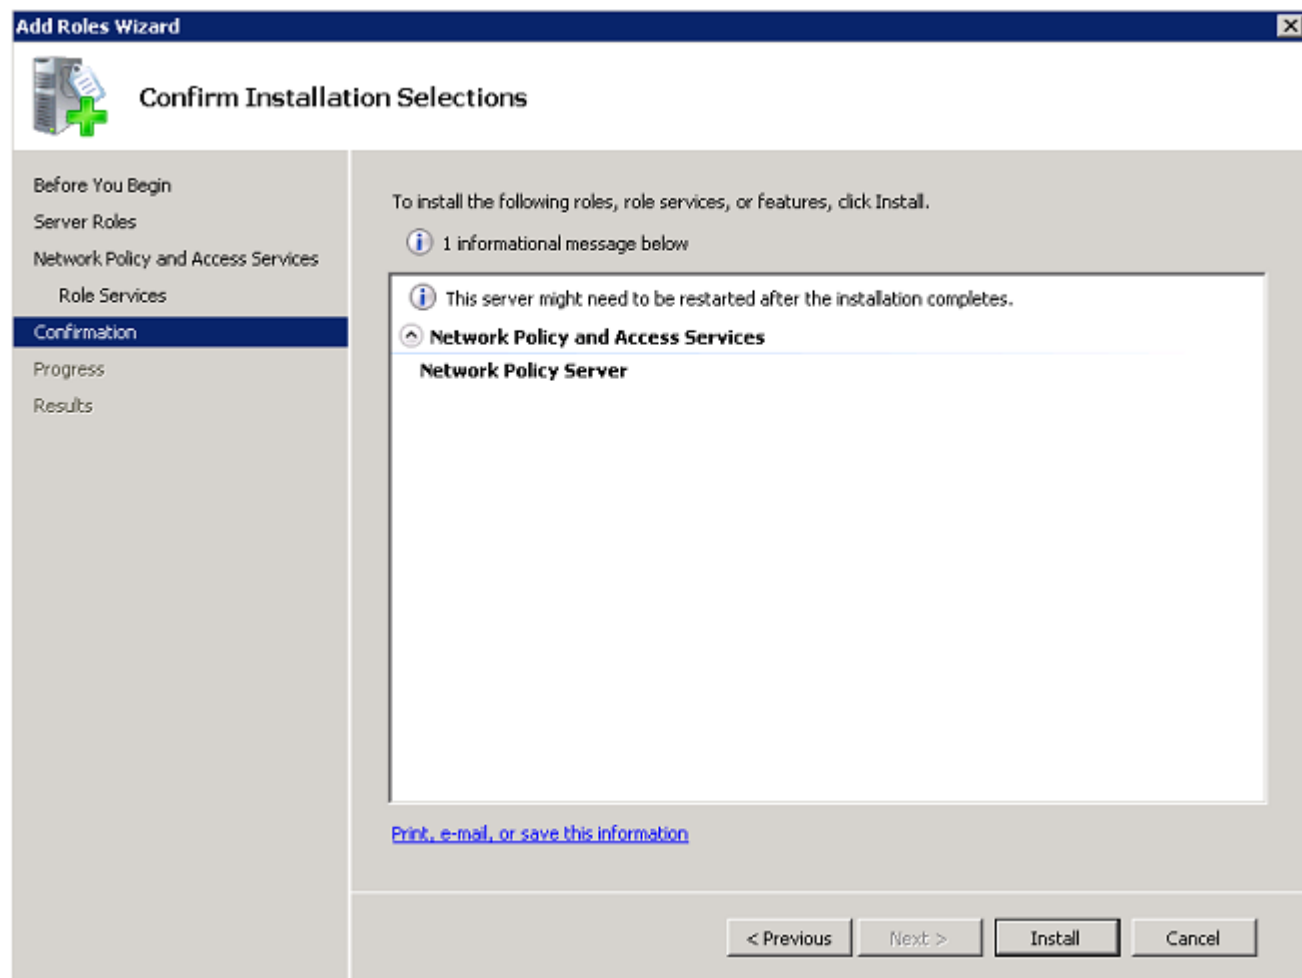 Add Roles Wizard
Confirm Installation Selections
Before You Begin
Server Roles
Network Policy and Access Services
Role Services
Confirmation
Progress
Results
To install the following roles, role services, or features, click Install.
1 informational message below
This server might need to be restarted after the installation completes.
Network Policy and Access Services
Network Policy Server
Print, e-mail, or save this information
< Previous
Next >
Install
Cancel